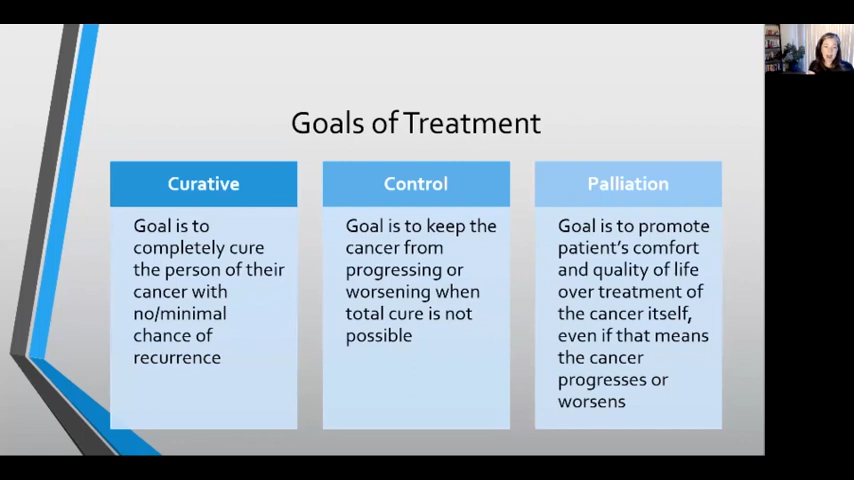 Goals of Treatment
Curative
Goal is to
completely cure
the person of their
cancer with
no/minimal
chance of
recurrence
Control
Goal is to keep the
cancer from
progressing or
worsening when
total cure is not
possible
Palliation
Goal is to promote
patient's comfort
and quality of life
over treatment of
the cancer itself,
even if that means
the cancer
progresses or
worsens